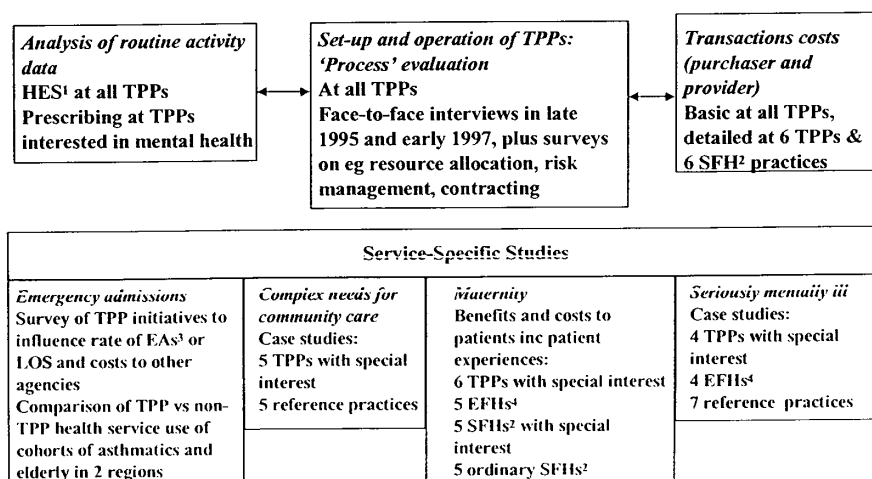 Analysis of routine activity
data
HES¹ at all TPPs
Prescribing at TPPs
interested in mental health
Set-up and operation of TPPs:
‘Process’ evaluation
At all TPPs
Face-to-face interviews in late
1995 and early 1997, plus surveys
on eg resource allocation, risk
management, contracting
Transactions costs
(purchaser and
provider)
Basic at all TPPs,
detailed at 6 TPPs &
6 SFH² practices
Service-Specific Studies
Emergency admissions
Survey of TPP initiatives to
influence rate of EAs³ or
LOS and costs to other
agencies
Comparison of TPP vs non-
TPP health service use of
cohorts of asthmatics and
elderly in 2 regions
Complex needs for
community care
Case studies:
5 TPPs with special
interest
5 reference practices
Maternity
Benefits and costs to
patients inc patient
experiences:
6 TPPs with special interest
5 EFHs⁴
5 SFHs² with special
interest
5 ordinary SFHs²
Seriously mentally ill
Case studies:
4 TPPs with special
interest
4 EFHs⁴
7 reference practices